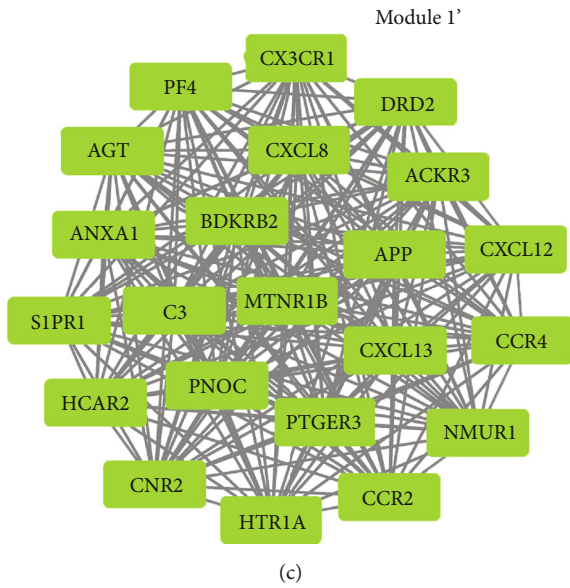 Module 1’
CX3CR1
PF4
DRD2
AGT
CXCL8
ACKR3
ANXA1
BDKRB2
APP
CXCL12
S1PR1
C3
MTNR1B
CXCL13
CCR4
HCAR2
PNOC
PTGER3
NMUR1
CNR2
CCR2
HTR1A
(c)